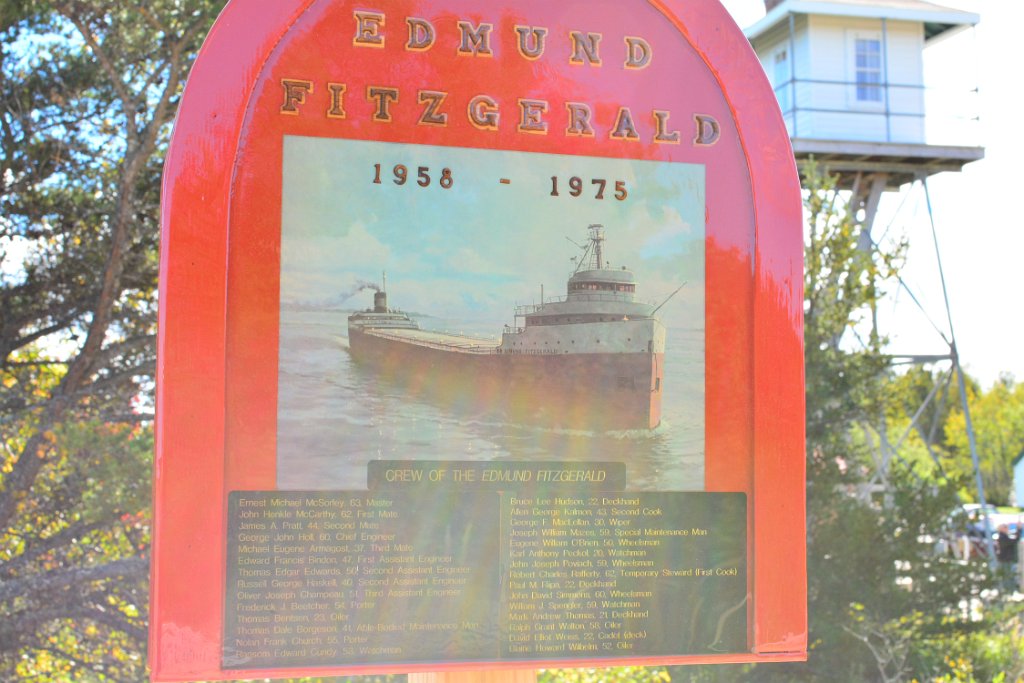 EDMUND
FITZGERALD
1958 - 1975
EDMUND FITZGERALD
CREW OF THE EDMUND FITZGERALD
Ernest Michael McSorley, 63, Master
John Henkle McCarthy, 62, First Mate
James A. Pratt, 44, Second Mate
George John Holl, 60, Chief Engineer
Michael Eugene Armagost, 37, Third Mate
Edward Francis Bindon, 47, First Assistant Engineer
Thomas Edgar Edwards, 50, Second Assistant Engineer
Russell George Haskell, 40, Second Assistant Engineer
Oliver Joseph Champeau, 51, Third Assistant Engineer
Frederick J. Beetcher, 54, Porter
Thomas Bentsen, 23, Oiler
Thomas Dale Borgeson, 41, Able-Bodied Maintenance Man
Nolan Frank Church, 55, Porter
Ransom Edward Cundy, 53, Watchman
Bruce Lee Hudson, 22, Deckhand
Allen George Kalmon, 43, Second Cook
George F. MacLellan, 30, Wiper
Joseph William Mazes, 59, Special Maintenance Man
Eugene William O'Brien, 50, Wheelsman
Karl Anthony Peckol, 20, Watchman
John Joseph Poviach, 59, Wheelsman
Robert Charles Rafferty, 62, Temporary Steward (First Cook)
Paul M. Riipa, 22, Deckhand
John David Simmons, 60, Wheelsman
William J. Spengler, 59, Watchman
Mark Andrew Thomas, 21, Deckhand
Ralph Grant Walton, 58, Oiler
David Elliot Weiss, 22, Cadet (deck)
Blaine Howard Wilhelm, 52, Oiler